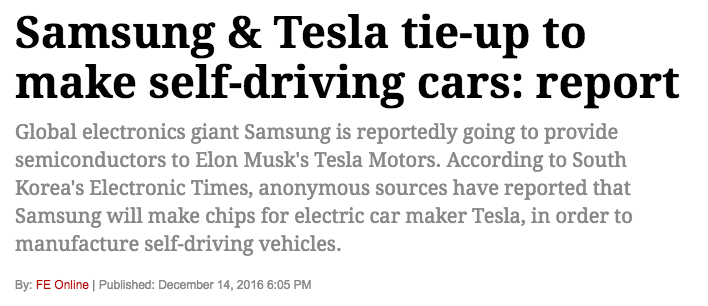 Samsung & Tesla tie-up to
make self-driving cars: report
Global electronics giant Samsung is reportedly going to provide
semiconductors to Elon Musk's Tesla Motors. According to South
Korea's Electronic Times, anonymous sources have reported that
Samsung will make chips for electric car maker Tesla, in order to
manufacture self-driving vehicles.
By: FE Online | Published: December 14, 2016 6:05 PM